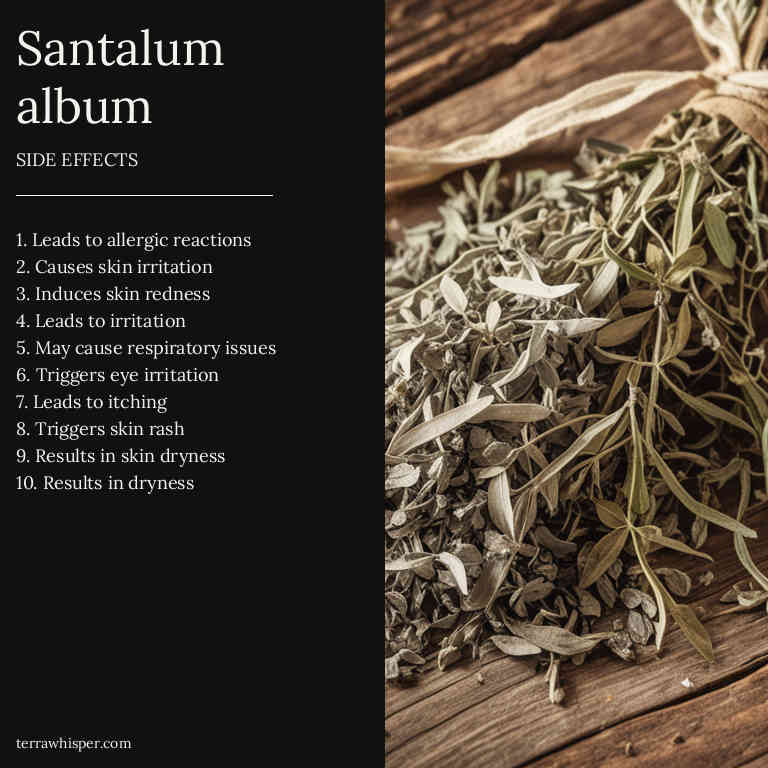 Santalum
album
SIDE EFFECTS
1. Leads to allergic reactions
2. Causes skin irritation
3. Induces skin redness
4. Leads to irritation
5. May cause respiratory issues
6. Triggers eye irritation
7. Leads to itching
8. Triggers skin rash
9. Results in skin dryness
10. Results in dryness
terrawhisper.com